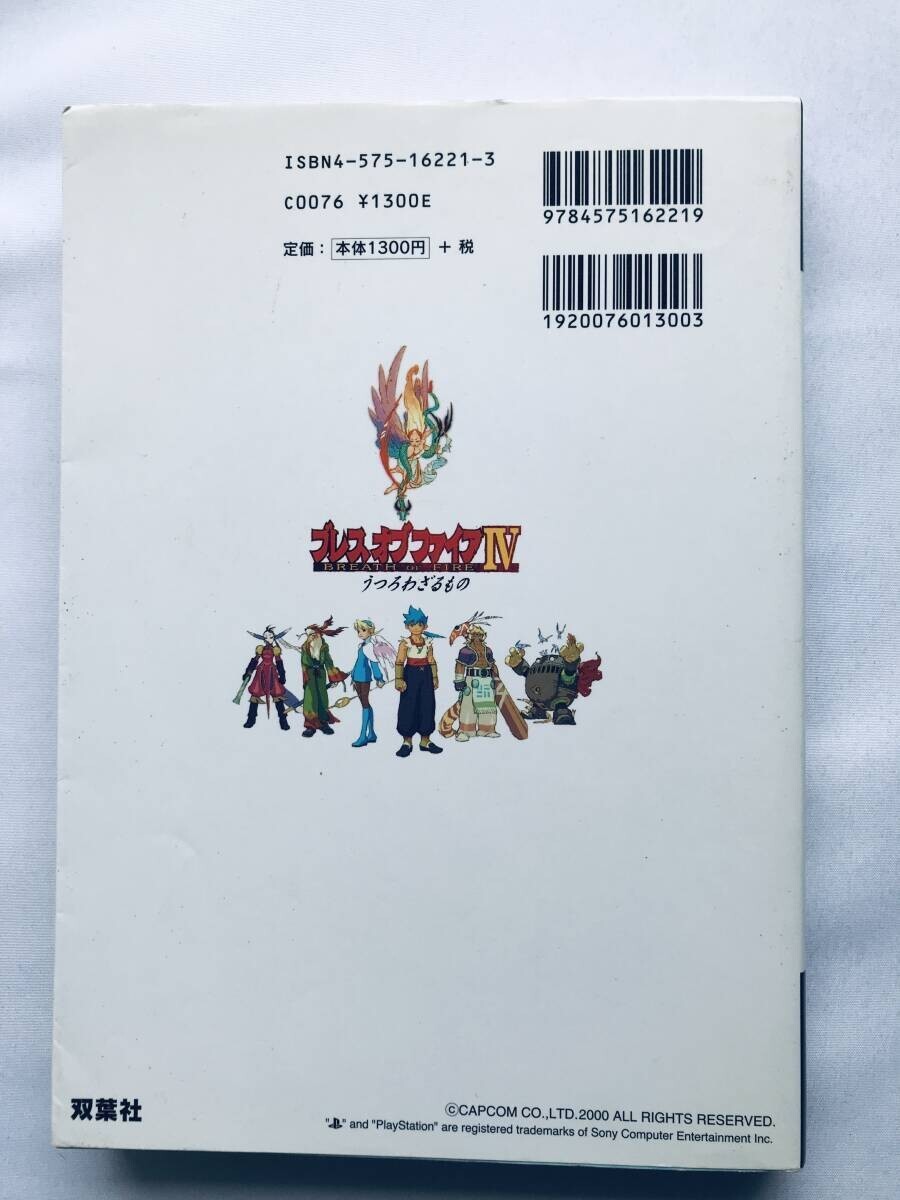 ISBN4-575-16221-3
C0076 ¥1300E
定価：本体1300円 + 税
9784575162219
1920076013003
ブレス オブ ファイアIV
BREATH OF FIRE
うつろわざるもの
双葉社
©CAPCOM CO.,LTD.2000 ALL RIGHTS RESERVED.
" " and "PlayStation" are registered trademarks of Sony Computer Entertainment Inc.